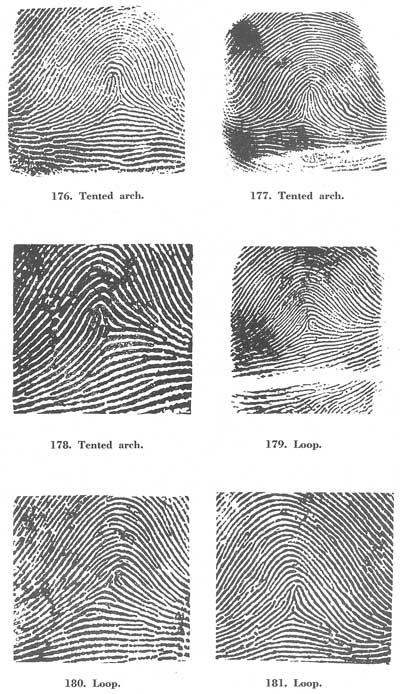 176. Tented arch.
177. Tented arch.
178. Tented arch.
179. Loop.
180. Loop.
181. Loop.